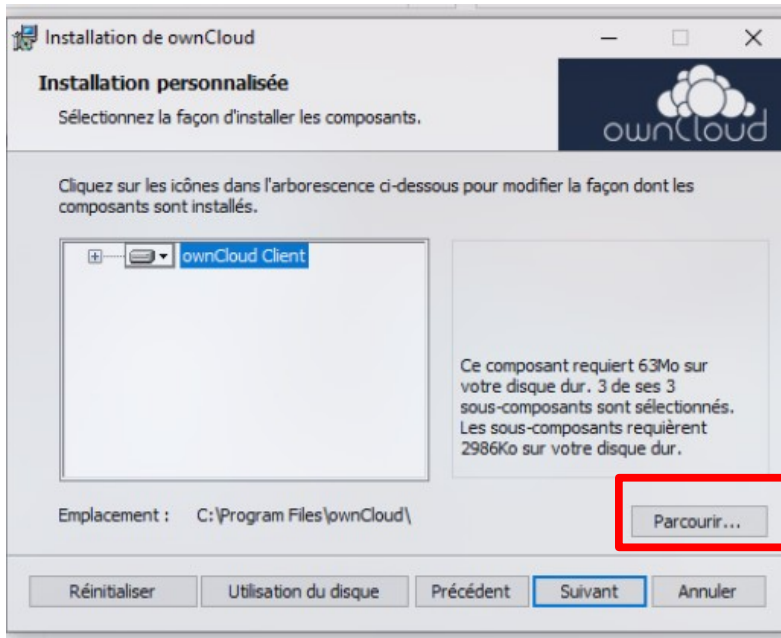 Installation de ownCloud
Installation personnalisée
Sélectionnez la façon d'installer les composants.
ownCloud
Cliquez sur les icônes dans l'arborescence ci-dessous pour modifier la façon dont les
composants sont installés.
ownCloud Client
Ce composant requiert 63Mo sur
votre disque dur. 3 de ses 3
sous-composants sont sélectionnés.
Les sous-composants requièrent
2986Ko sur votre disque dur.
Emplacement : C:\Program Files\ownCloud\
Parcourir...
Réinitialiser Utilisation du disque Précédent Suivant Annuler